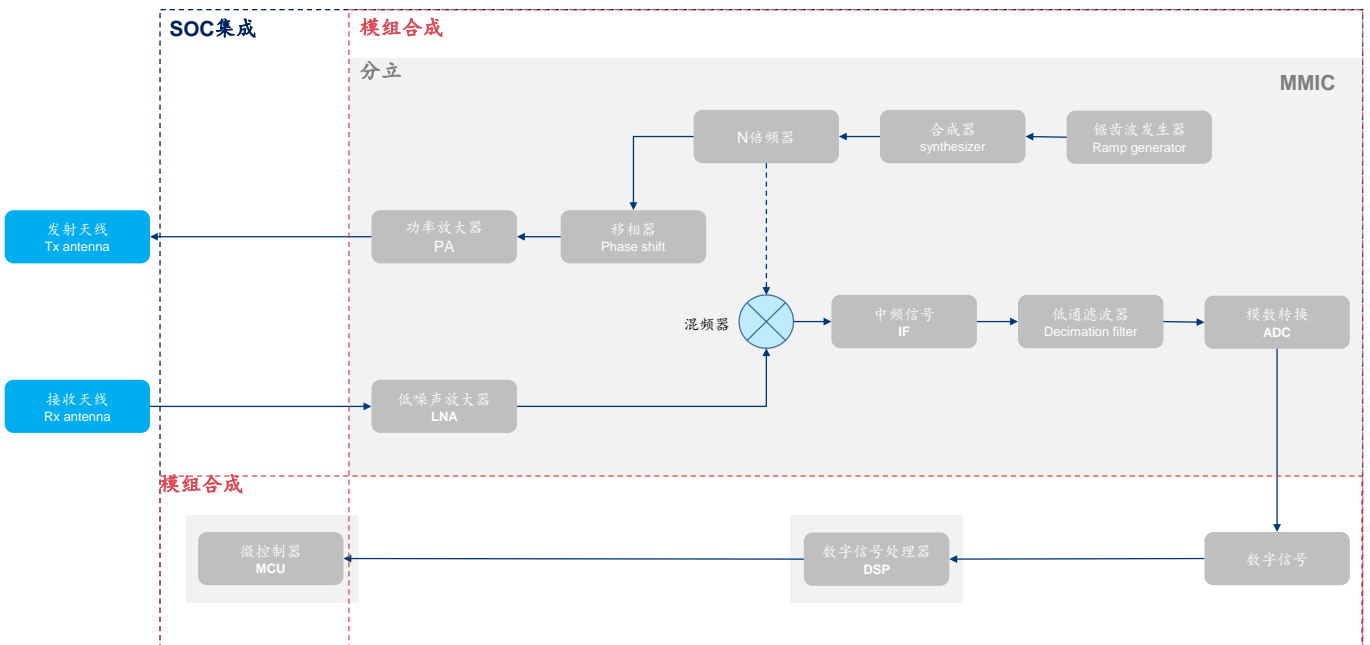 SOC集成
模组合成
分立
MMIC
N倍频器
合成器
synthesizer
锯齿波发生器
Ramp generator
发射天线
Tx antenna
功率放大器
PA
移相器
Phase shift
混频器
中频信号
IF
低通滤波器
Decimation filter
模数转换
ADC
接收天线
Rx antenna
低噪声放大器
LNA
模组合成
微控制器
MCU
数字信号处理器
DSP
数字信号